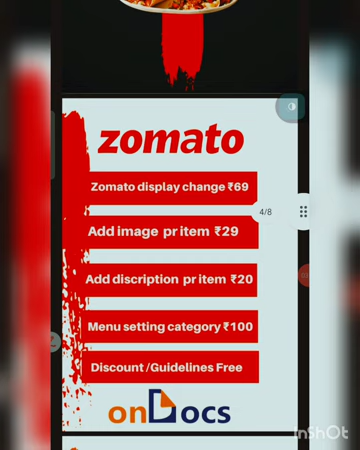 zomato
Zomato display change ₹69
4/8
Add image pr item ₹29
Add discription pr item ₹20
Menu setting category ₹100
Discount /Guidelines Free
onDocs
InShOt